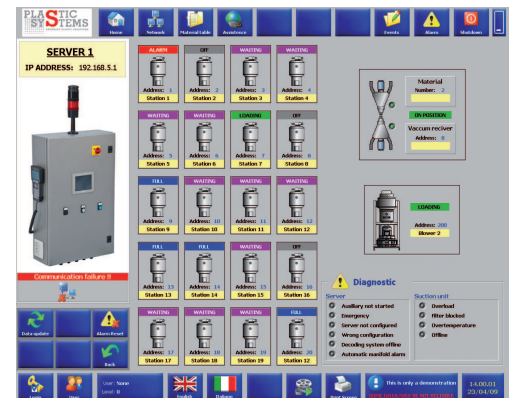 PLASTIC
SYSTEMS
Home
Network
Material table
Assistence
Events
Alarm
Shutdown
SERVER 1
IP ADDRESS: 192.168.5.1
Communication failure !!
Data update
Alarm Reset
Back
ALARM
OFF
WAITING
WAITING
Address: 1
Address: 2
Address: 3
Address: 4
Station 1
Station 2
Station 3
Station 4
WAITING
WAITING
LOADING
OFF
Address: 5
Address: 6
Address: 7
Address: 8
Station 5
Station 6
Station 7
Station 8
FULL
WAITING
WAITING
WAITING
Address: 9
Address: 10
Address: 11
Address: 12
Station 9
Station 10
Station 11
Station 12
FULL
FULL
WAITING
OFF
Address: 13
Address: 14
Address: 15
Address: 16
Station 13
Station 14
Station 15
Station 16
WAITING
WAITING
WAITING
FULL
Address: 17
Address: 18
Address: 19
Address: 20
Station 17
Station 18
Station 19
Station 12
Material
Number: 2
ON POSITION
Vaccum reciver
Address: 8
LOADING
Address: 200
Blower 2
Diagnostic
Server
Auxiliary not started
Emergency
Server not configured
Wrong configuration
Decoding system offline
Automatic manifold alarm
Suction unit
Overload
Filter blocked
Overtemperature
Offline
Login
User
User: None
Level: 0
English
Italiano
Print Screen
This is only a demonstration
14.00.01
23/04/09